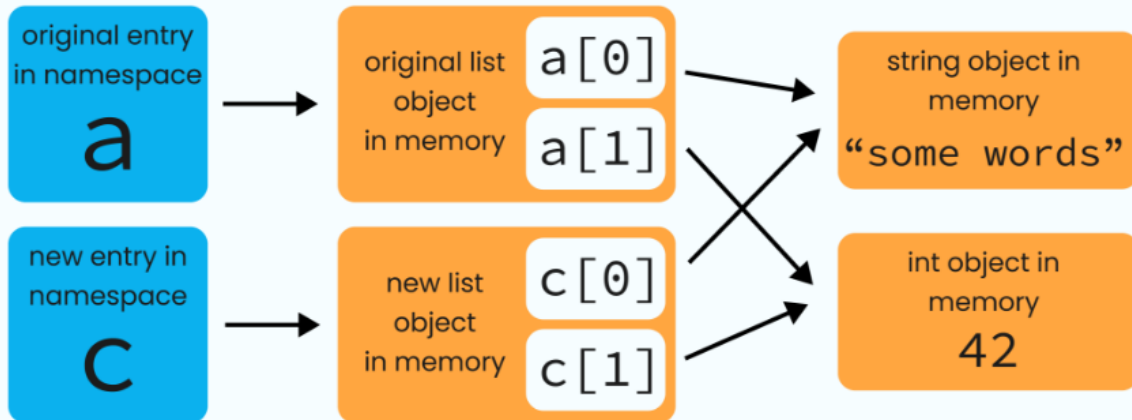 original entry
in namespace
a
original list
object
in memory
a[0]
a[1]
string object in
memory
“some words”
new entry in
namespace
c
new list
object
in memory
c[0]
c[1]
int object in
memory
42